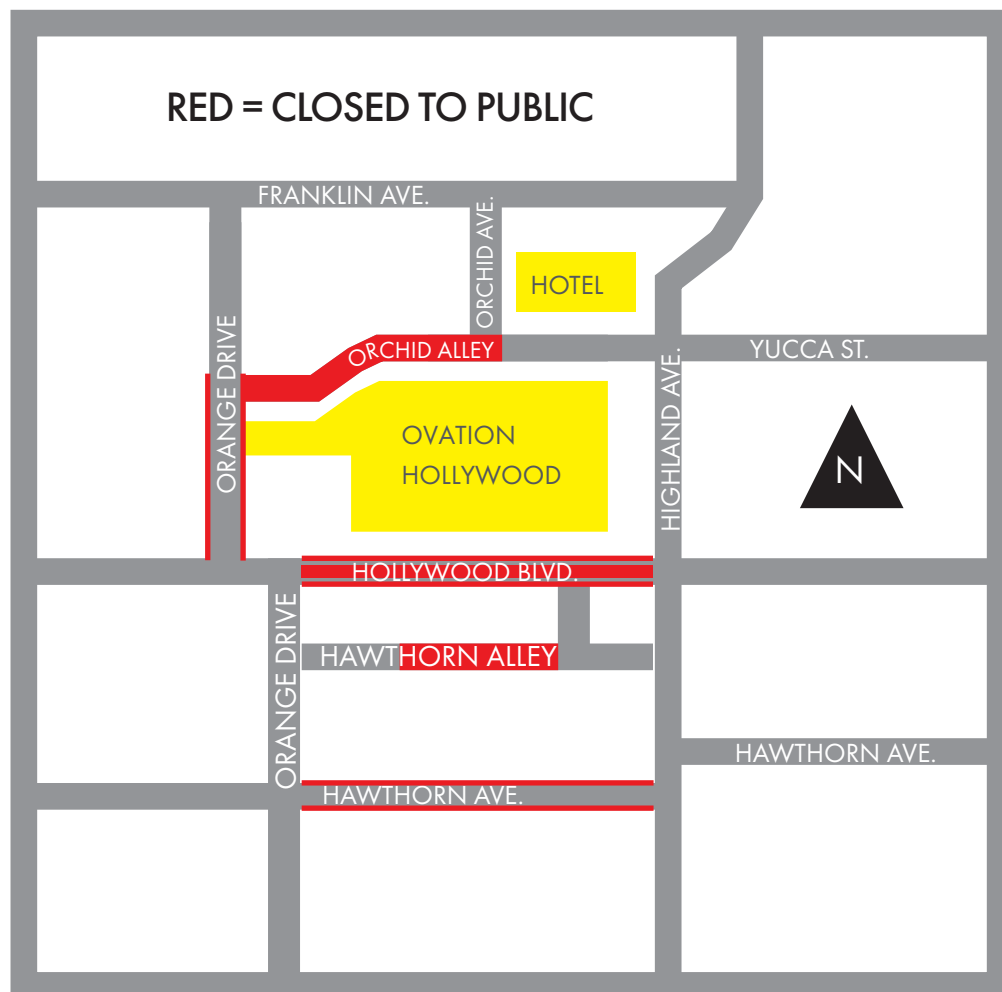 RED = CLOSED TO PUBLIC
FRANKLIN AVE.
ORCHID AVE.
HOTEL
ORCHID ALLEY
YUCCA ST.
ORANGE DRIVE
HIGHLAND AVE.
OVATION
HOLLYWOOD
N
HOLLYWOOD BLVD.
ORANGE DRIVE
HAWTHORN ALLEY
HAWTHORN AVE.
HAWTHORN AVE.